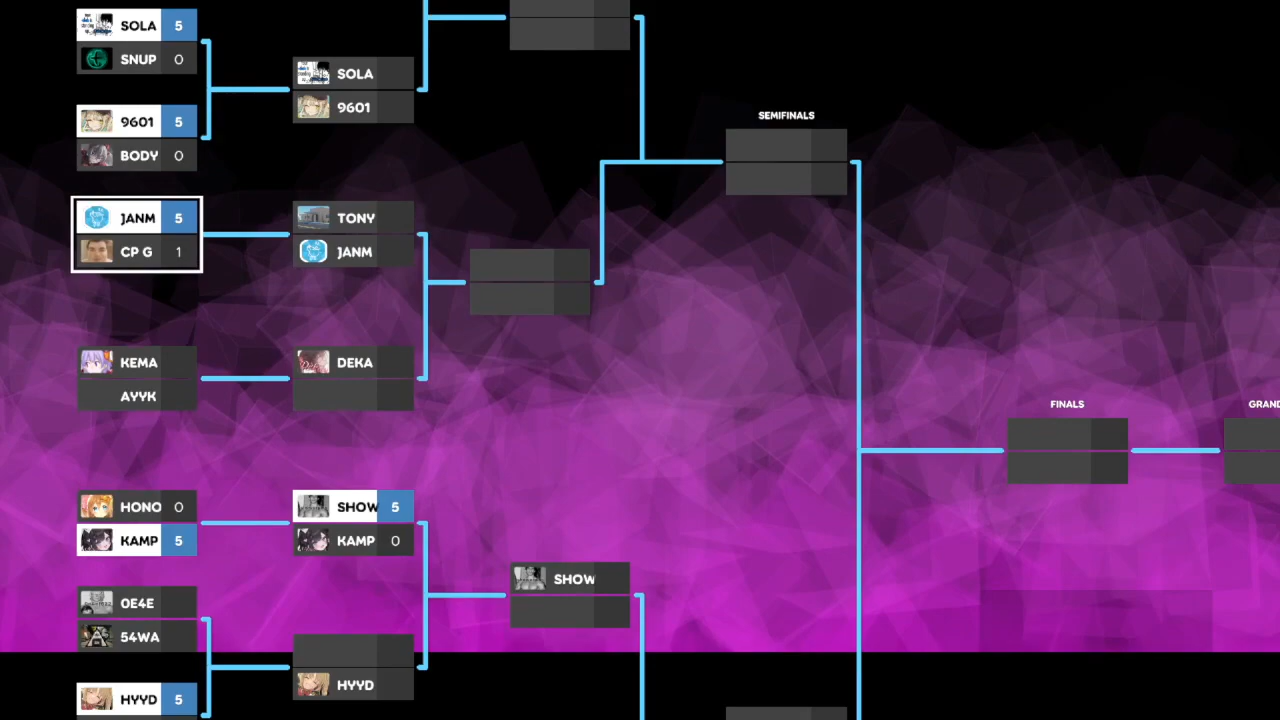 SOLA 5
SNUP 0
SOLA
9601
SEMIFINALS
9601 5
BODY 0
JANM 5
CP G 1
TONY
JANM
KEMA
AYYK
DEKA
FINALS
GRAND
HONO 0
KAMP 5
SHOW 5
KAMP 0
SHOW
0E4E
54WA
HYYD
HYYD 5